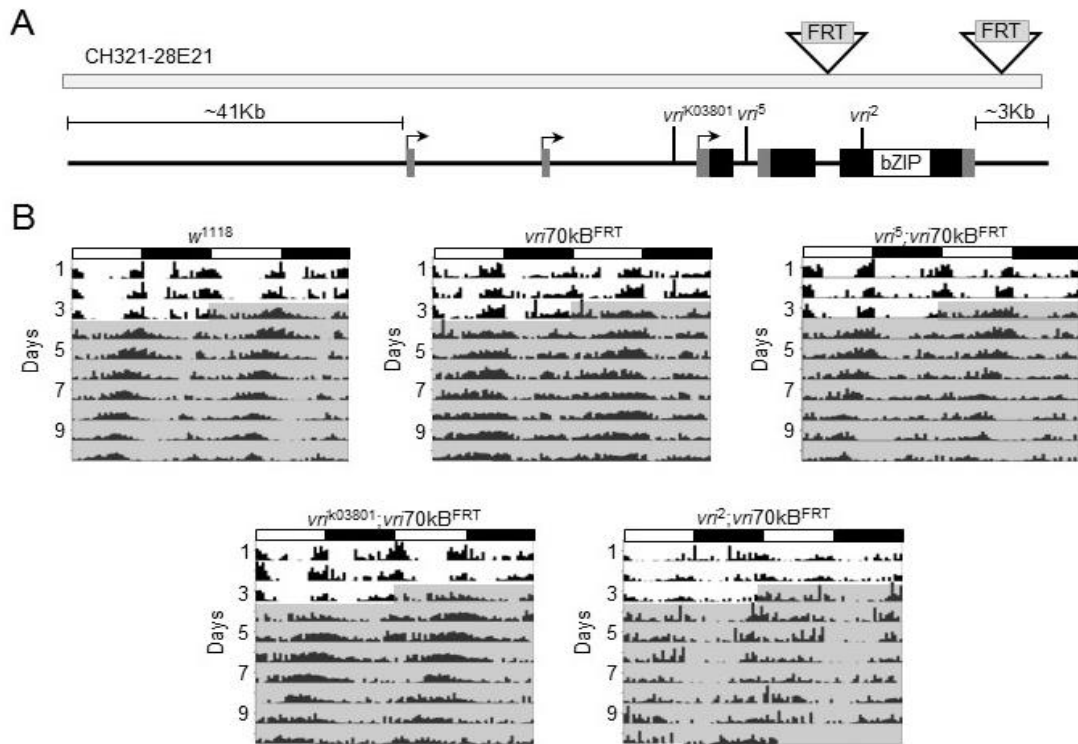 A
FRT FRT
CH321-28E21
~41Kb ~3Kb
vri^K03801 vri^5 vri^2
bZIP
B
w^1118 vri70kB^FRT vri^5;vri70kB^FRT
1 1 1
3 3 3
5 5 5
7 7 7
9 9 9
Days Days Days
vri^k03801;vri70kB^FRT vri^2;vri70kB^FRT
1 1
3 3
5 5
7 7
9 9
Days Days